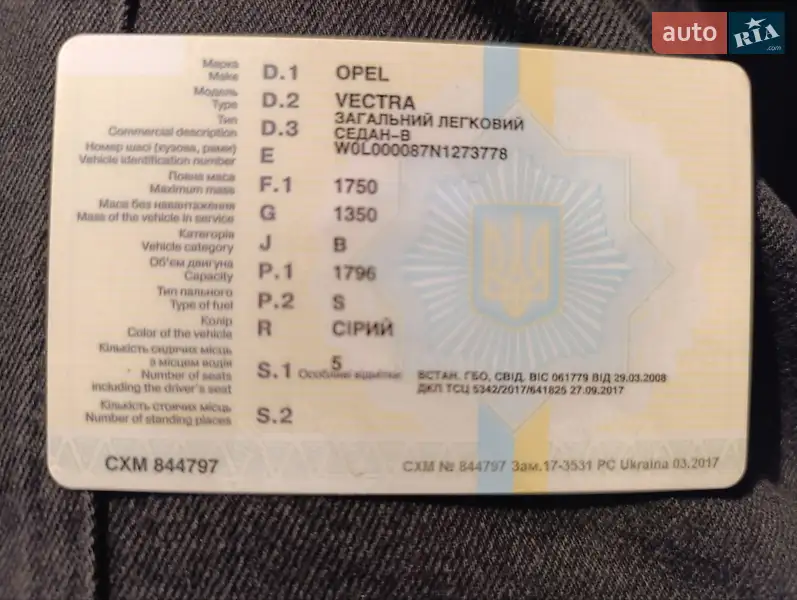 auto RIA .com
Марка
Make D.1 OPEL
Модель
Type D.2 VECTRA
Тип
Commercial description D.3 ЗАГАЛЬНИЙ ЛЕГКОВИЙ
СЕДАН-В
Номер шасі (кузова, рами)
Vehicle identification number E W0L000087N1273778
Повна маса
Maximum mass F.1 1750
Маса без навантаження
Mass of the vehicle in service G 1350
Категорія
Vehicle category J B
Об'єм двигуна
Capacity P.1 1796
Тип пального
Type of fuel P.2 S
Колір
Color of the vehicle R СІРИЙ
Кількість сидячих місць
з місцем водія
Number of seats
including the driver's seat S.1 5
Особливі відмітки ВСТАН. ГБО, СВІД. ВІС 061779 ВІД 29.03.2008
ДКП ТСЦ 5342/2017/641825 27.09.2017
Кількість стоячих місць
Number of standing places S.2
СХМ 844797
СХМ № 844797 Зам.17-3531 РС Ukraina 03.2017